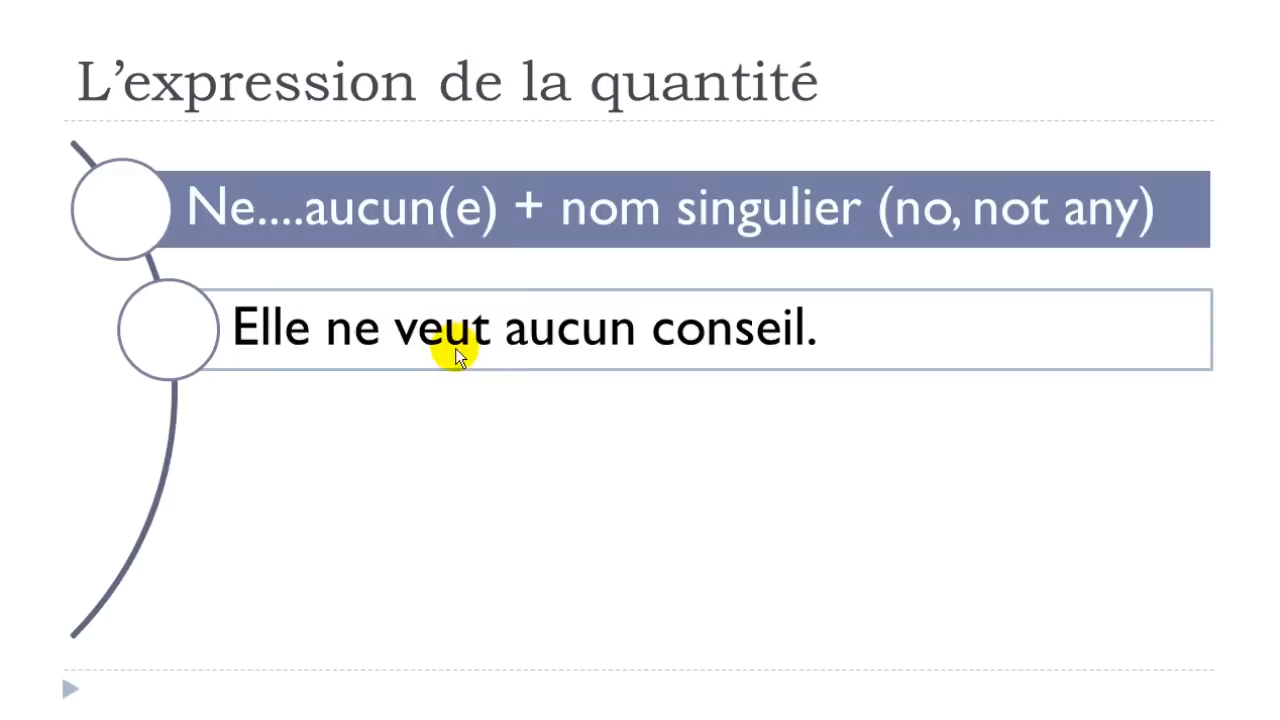 L’expression de la quantité
Ne....aucun(e) + nom singulier (no, not any)
Elle ne veut aucun conseil.